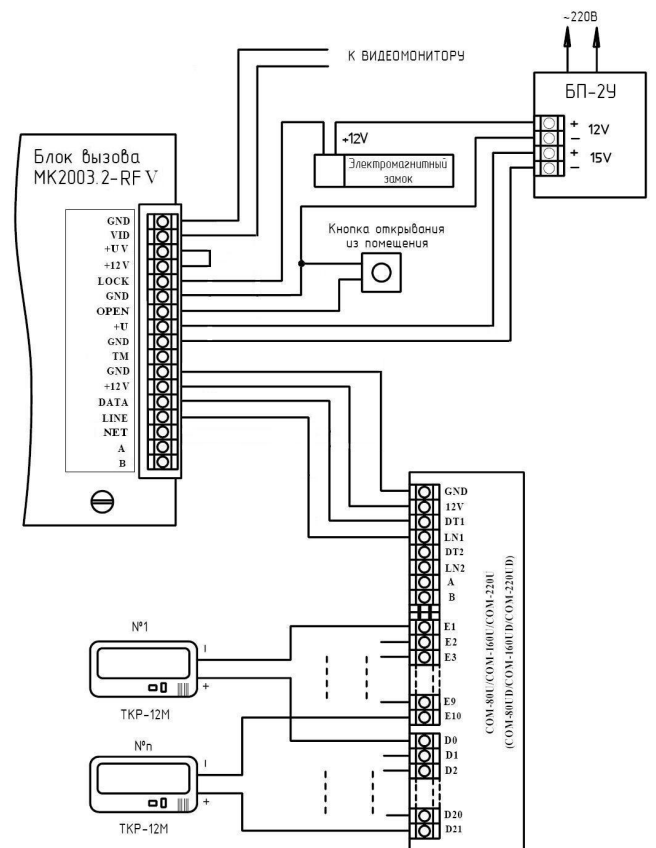 ~220В
К ВИДЕОМОНИТОРУ
БП-2У
+ 12V
−
+ 15V
−
+12V
Электромагнитный
замок
Блок вызова
МК2003.2-RF V
Кнопка открывания
из помещения
GND
VID
+U V
+12V
LOCK
GND
OPEN
+U
GND
TM
GND
+12V
DATA
LINE
NET
A
B
GND
12V
DT1
LN1
DT2
LN2
A
B
E1
E2
E3
E9
E10
D0
D1
D2
D20
D21
COM-80U/COM-160U/COM-220U
(COM-80UD/COM-160UD/COM-220UD)
№1
−
+
ТКР-12М
№n
−
+
ТКР-12М